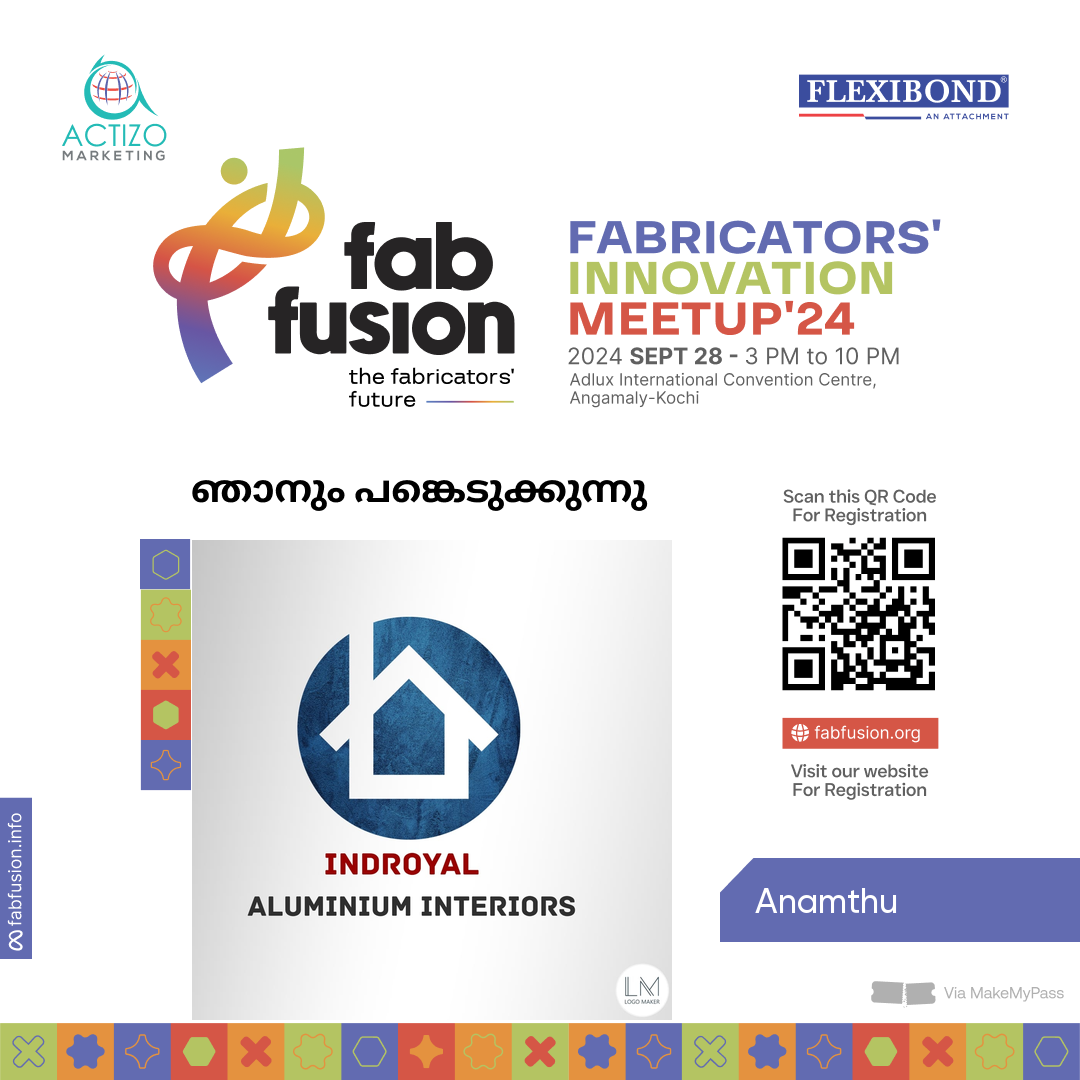 ACTIZO
MARKETING
FLEXIBOND®
AN ATTACHMENT
fab
fusion
the fabricators'
future
FABRICATORS'
INNOVATION
MEETUP'24
2024 SEPT 28 - 3 PM to 10 PM
Adlux International Convention Centre,
Angamaly-Kochi
ഞാനും പങ്കെടുക്കുന്നു
Scan this QR Code
For Registration
fabfusion.org
Visit our website
For Registration
INDROYAL
ALUMINIUM INTERIORS
LM
LOGO MAKER
fabfusion.info
Anamthu
Via MakeMyPass